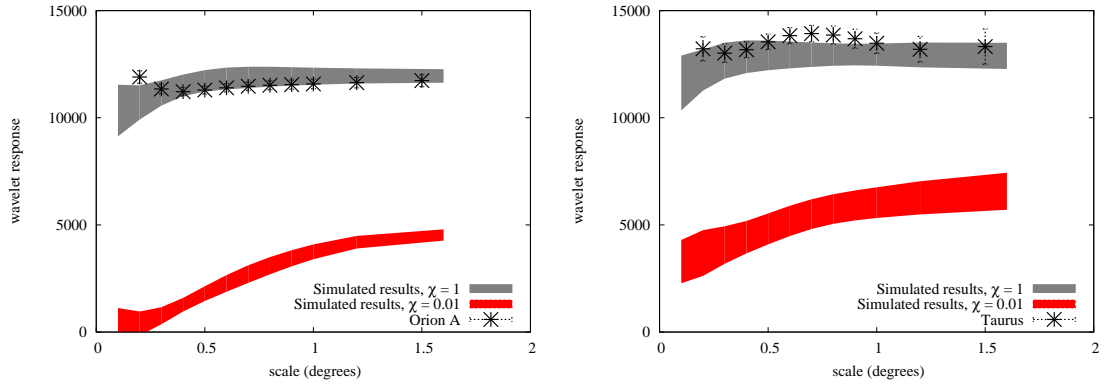 15000
10000
5000
0
0
0.5
1
1.5
2
wavelet response
scale (degrees)
Simulated results, χ = 1
Simulated results, χ = 0.01
Orion A
15000
10000
5000
0
0
0.5
1
1.5
2
wavelet response
scale (degrees)
Simulated results, χ = 1
Simulated results, χ = 0.01
Taurus